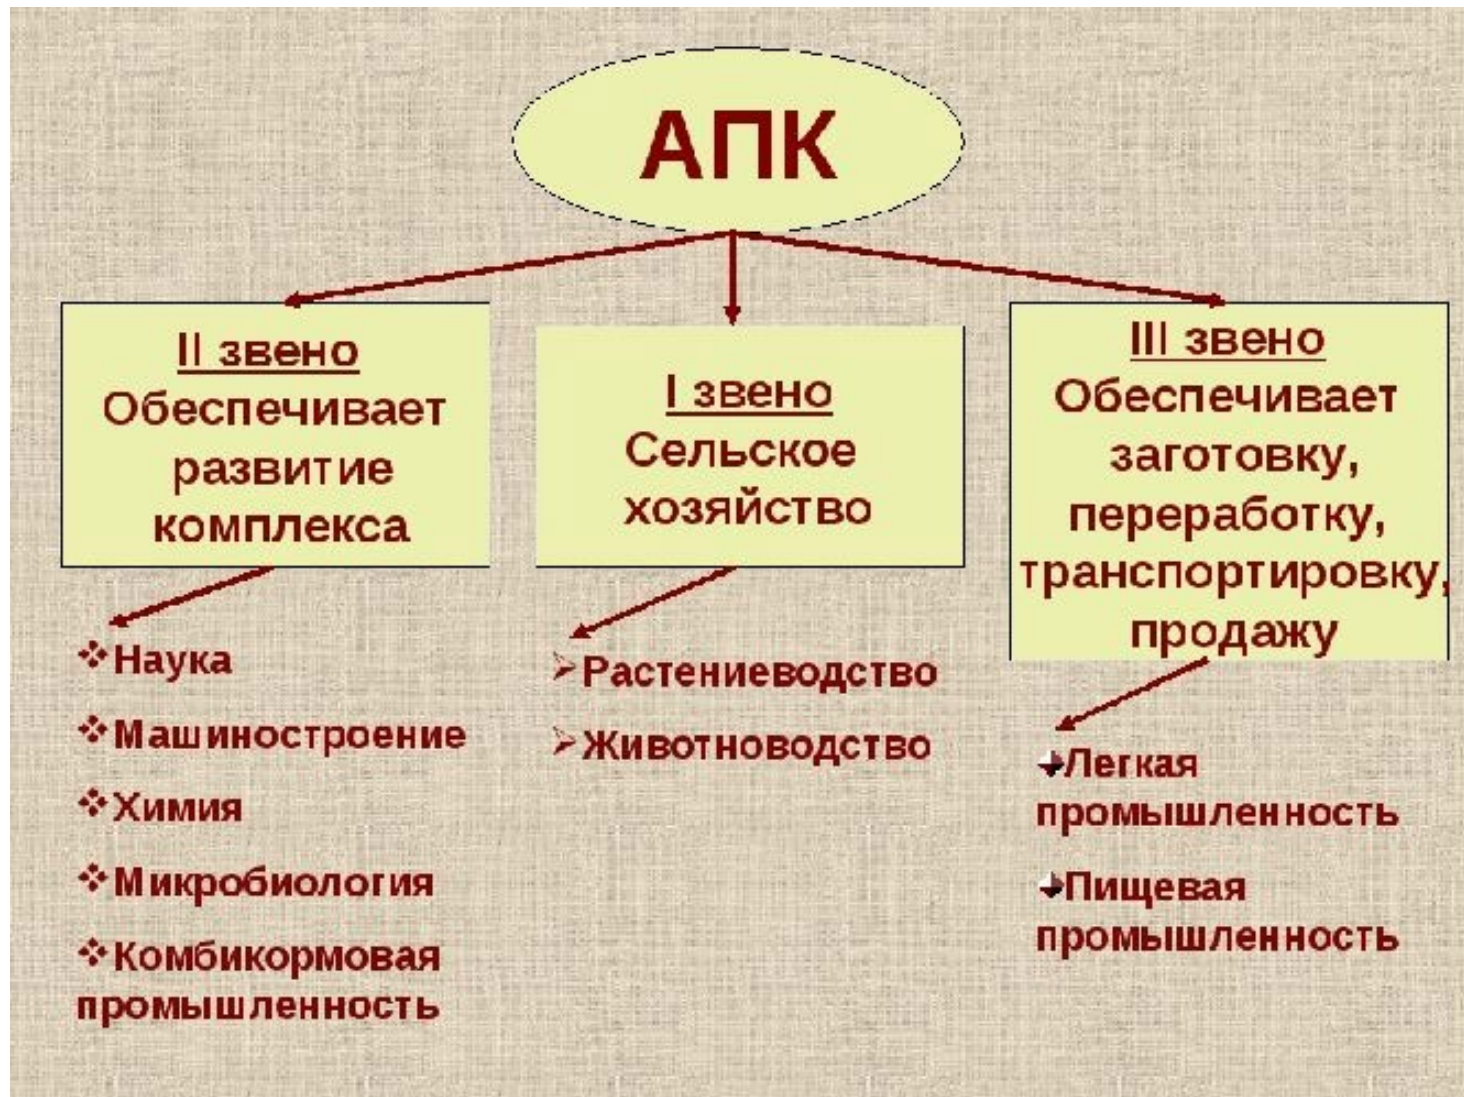 АПК
II звено
Обеспечивает
развитие
комплекса
Наука
Машиностроение
Химия
Микробиология
Комбикормовая
промышленность
I звено
Сельское
хозяйство
Растениеводство
Животноводство
III звено
Обеспечивает
заготовку,
переработку,
транспортировку,
продажу
Легкая
промышленность
Пищевая
промышленность